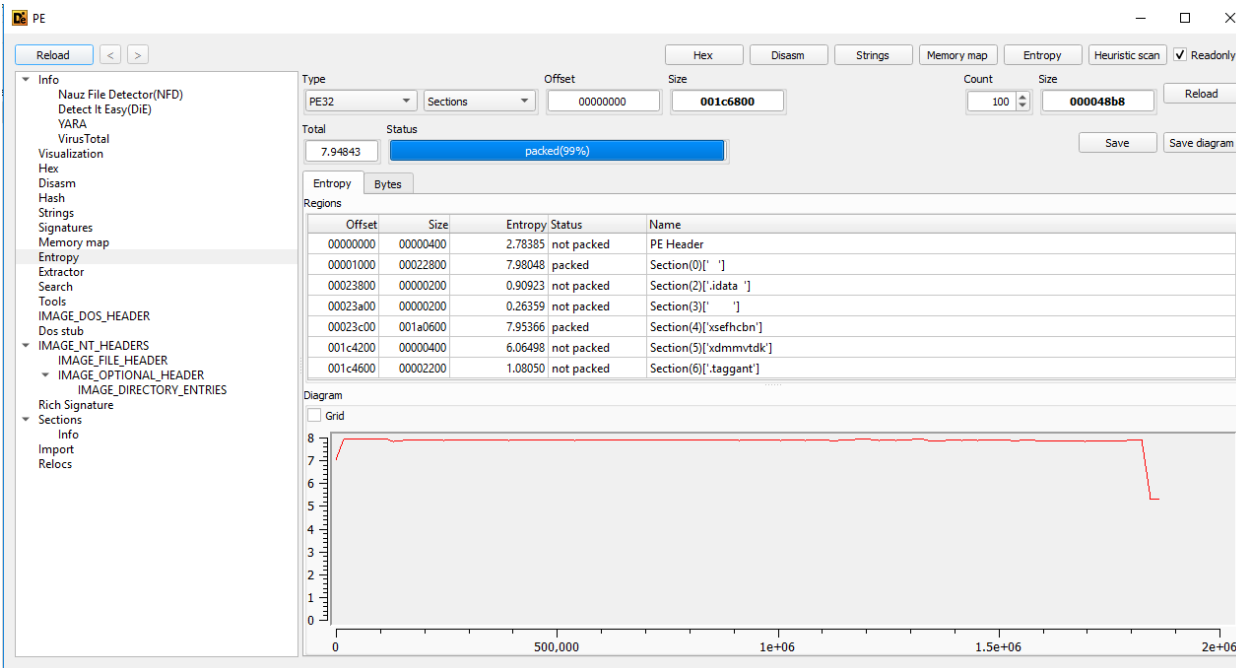 PE
Reload < > Hex Disasm Strings Memory map Entropy Heuristic scan Readonly
Info
Nauz File Detector(NFD)
Detect It Easy(DiE)
YARA
VirusTotal
Visualization
Hex
Disasm
Hash
Strings
Signatures
Memory map
Entropy
Extractor
Search
Tools
IMAGE_DOS_HEADER
Dos stub
IMAGE_NT_HEADERS
IMAGE_FILE_HEADER
IMAGE_OPTIONAL_HEADER
IMAGE_DIRECTORY_ENTRIES
Rich Signature
Sections
Info
Import
Relocs
Type Offset Size Count Size
PE32 Sections 00000000 001c6800 100 000048b8 Reload
Total Status
7.94843 packed(99%) Save Save diagram
Entropy Bytes
Regions
Offset Size Entropy Status Name
00000000 00000400 2.78385 not packed PE Header
00001000 00022800 7.98048 packed Section(0)[' ']
00023800 00000200 0.90923 not packed Section(2)['.idata ']
00023a00 00000200 0.26359 not packed Section(3)[' ']
00023c00 001a0600 7.95366 packed Section(4)['xsefhcbn']
001c4200 00000400 6.06498 not packed Section(5)['xdmmvtdk']
001c4600 00002200 1.08050 not packed Section(6)['.taggant']
Diagram
Grid
8
7
6
5
4
3
2
1
0
0 500,000 1e+06 1.5e+06 2e+06